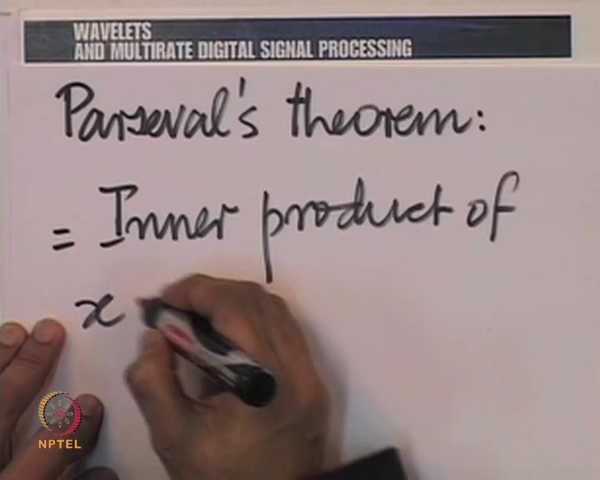 WAVELETS
AND MULTIRATE DIGITAL SIGNAL PROCESSING
Parseval's theorem:
= Inner product of
x
NPTEL